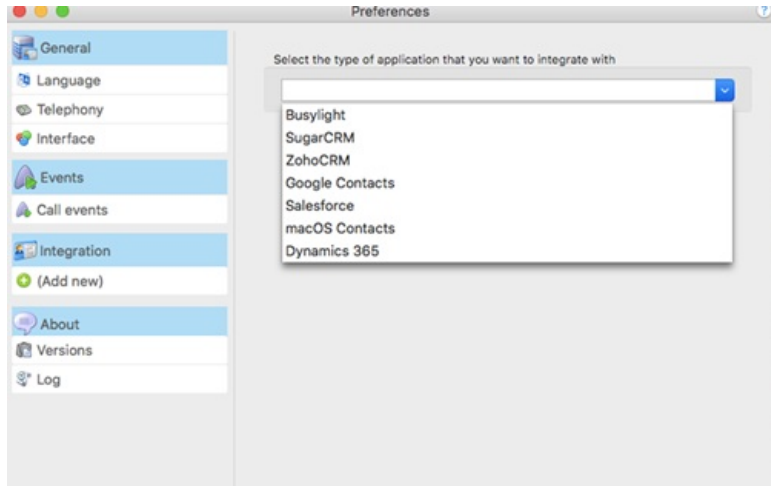 Preferences
?
General
Language
Telephony
Interface
Events
Call events
Integration
(Add new)
About
Versions
Log
Select the type of application that you want to integrate with
Busylight
SugarCRM
ZohoCRM
Google Contacts
Salesforce
macOS Contacts
Dynamics 365